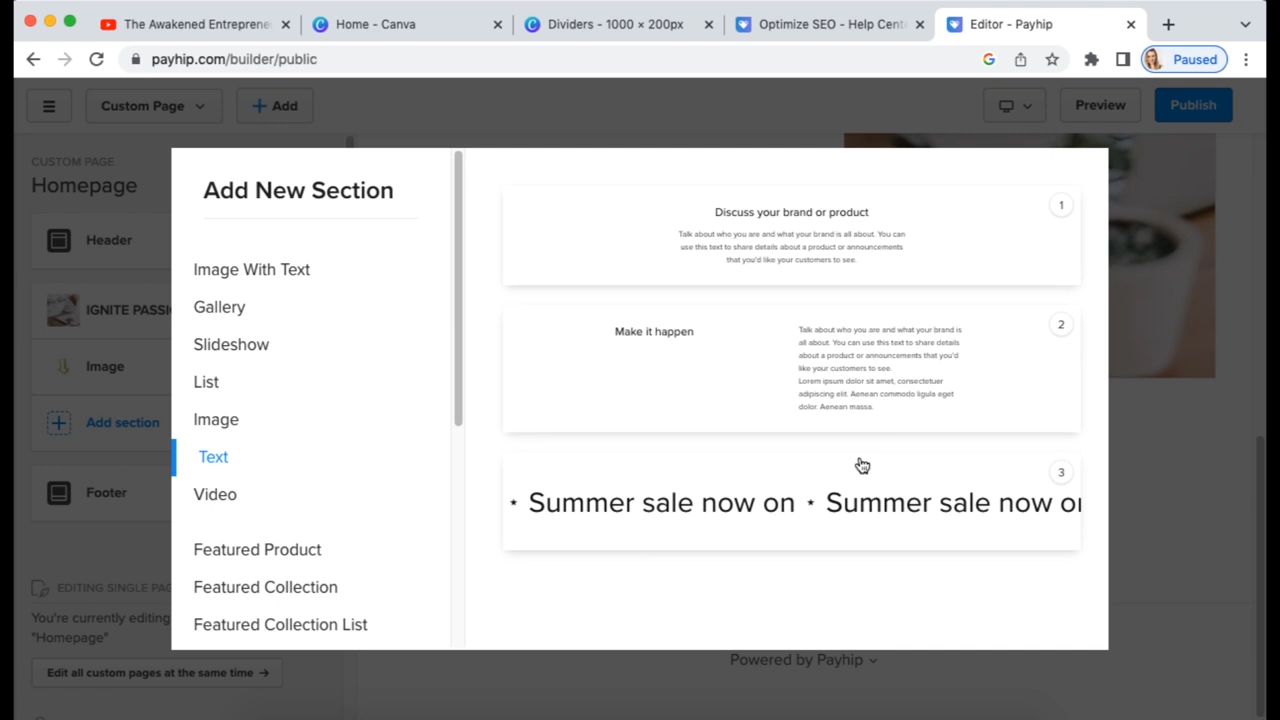 The Awakened Entreprene
Home - Canva
Dividers - 1000 × 200px
Optimize SEO - Help Cent
Editor - Payhip
payhip.com/builder/public
Paused
Custom Page
Add
Preview
Publish
CUSTOM PAGE
Homepage
Header
IGNITE PASSI
Image
Add section
Footer
EDITING SINGLE PAG
You're currently editing
"Homepage"
Edit all custom pages at the same time →
Add New Section
Image With Text
Gallery
Slideshow
List
Image
Text
Video
Featured Product
Featured Collection
Featured Collection List
1
Discuss your brand or product
Talk about who you are and what your brand is all about. You can
use this text to share details about a product or announcements
that you'd like your customers to see.
2
Make it happen
Talk about who you are and what your brand is
all about. You can use this text to share details
about a product or announcements that you'd
like your customers to see.
Lorem ipsum dolor sit amet, consectetuer
adipiscing elit. Aenean commodo ligula eget
dolor. Aenean massa.
3
⋆ Summer sale now on ⋆ Summer sale now on
Powered by Payhip